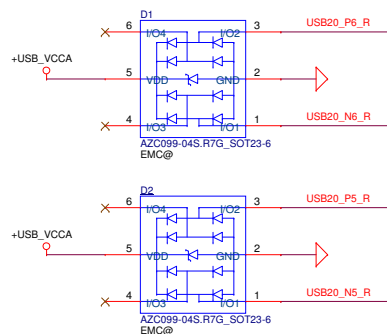 D1
6 I/O4 I/O2 3 USB20_P6_R
+USB_VCCA
5 VDD GND 2
4 I/O3 I/O1 1 USB20_N6_R
AZC099-04S.R7G_SOT23-6
EMC@
D2
6 I/O4 I/O2 3 USB20_P5_R
+USB_VCCA
5 VDD GND 2
4 I/O3 I/O1 1 USB20_N5_R
AZC099-04S.R7G_SOT23-6
EMC@